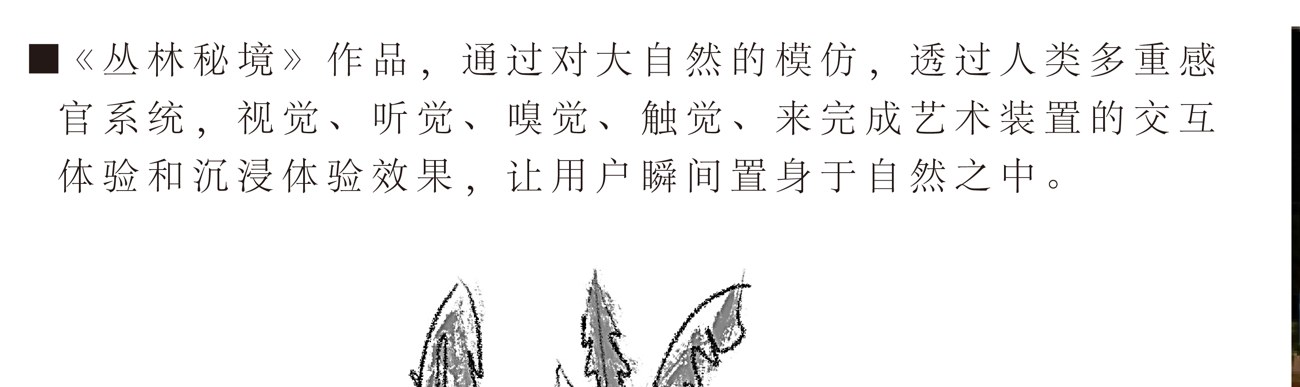 ■《丛林秘境》作品，通过对大自然的模仿，透过人类多重感
官系统，视觉、听觉、嗅觉、触觉、来完成艺术装置的交互
体验和沉浸体验效果，让用户瞬间置身于自然之中。